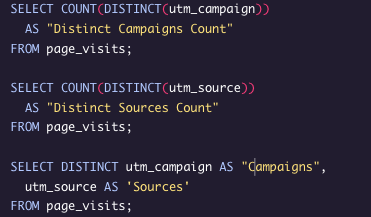 SELECT COUNT(DISTINCT(utm_campaign))
  AS "Distinct Campaigns Count"
FROM page_visits;

SELECT COUNT(DISTINCT(utm_source))
  AS "Distinct Sources Count"
FROM page_visits;

SELECT DISTINCT utm_campaign AS "Campaigns",
  utm_source AS 'Sources'
FROM page_visits;